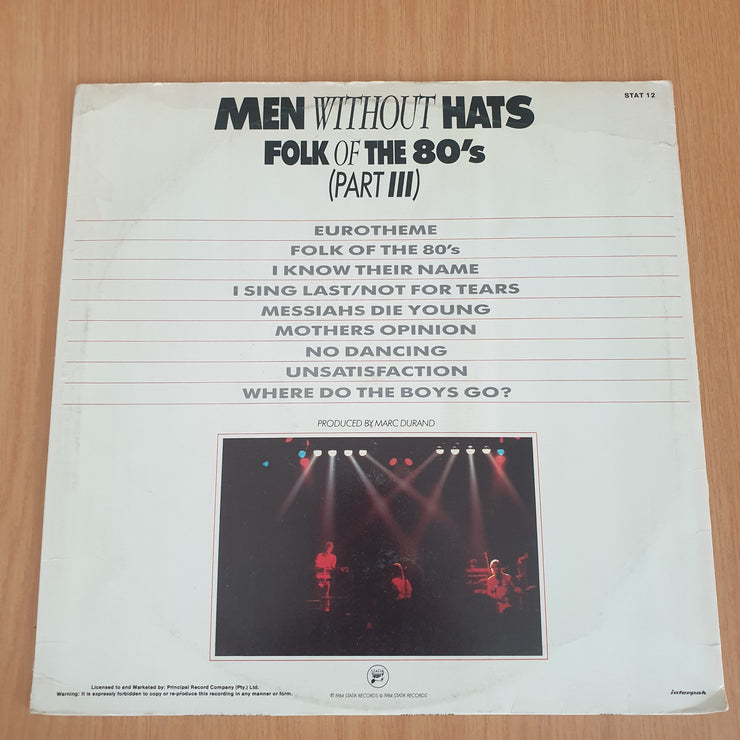 STAT 12
MEN WITHOUT HATS
FOLK OF THE 80's
(PART III)
EUROTHEME
FOLK OF THE 80's
I KNOW THEIR NAME
I SING LAST/NOT FOR TEARS
MESSIAHS DIE YOUNG
MOTHERS OPINION
NO DANCING
UNSATISFACTION
WHERE DO THE BOYS GO?
PRODUCED BY, MARC DURAND
STATIK
Licensed to and Marketed by: Principal Record Company (Pty.) Ltd.
Warning: It is expressly forbidden to copy or re-produce this recording in any manner or form.
℗ 1984 STATIK RECORDS © 1984 STATIK RECORDS
interpak